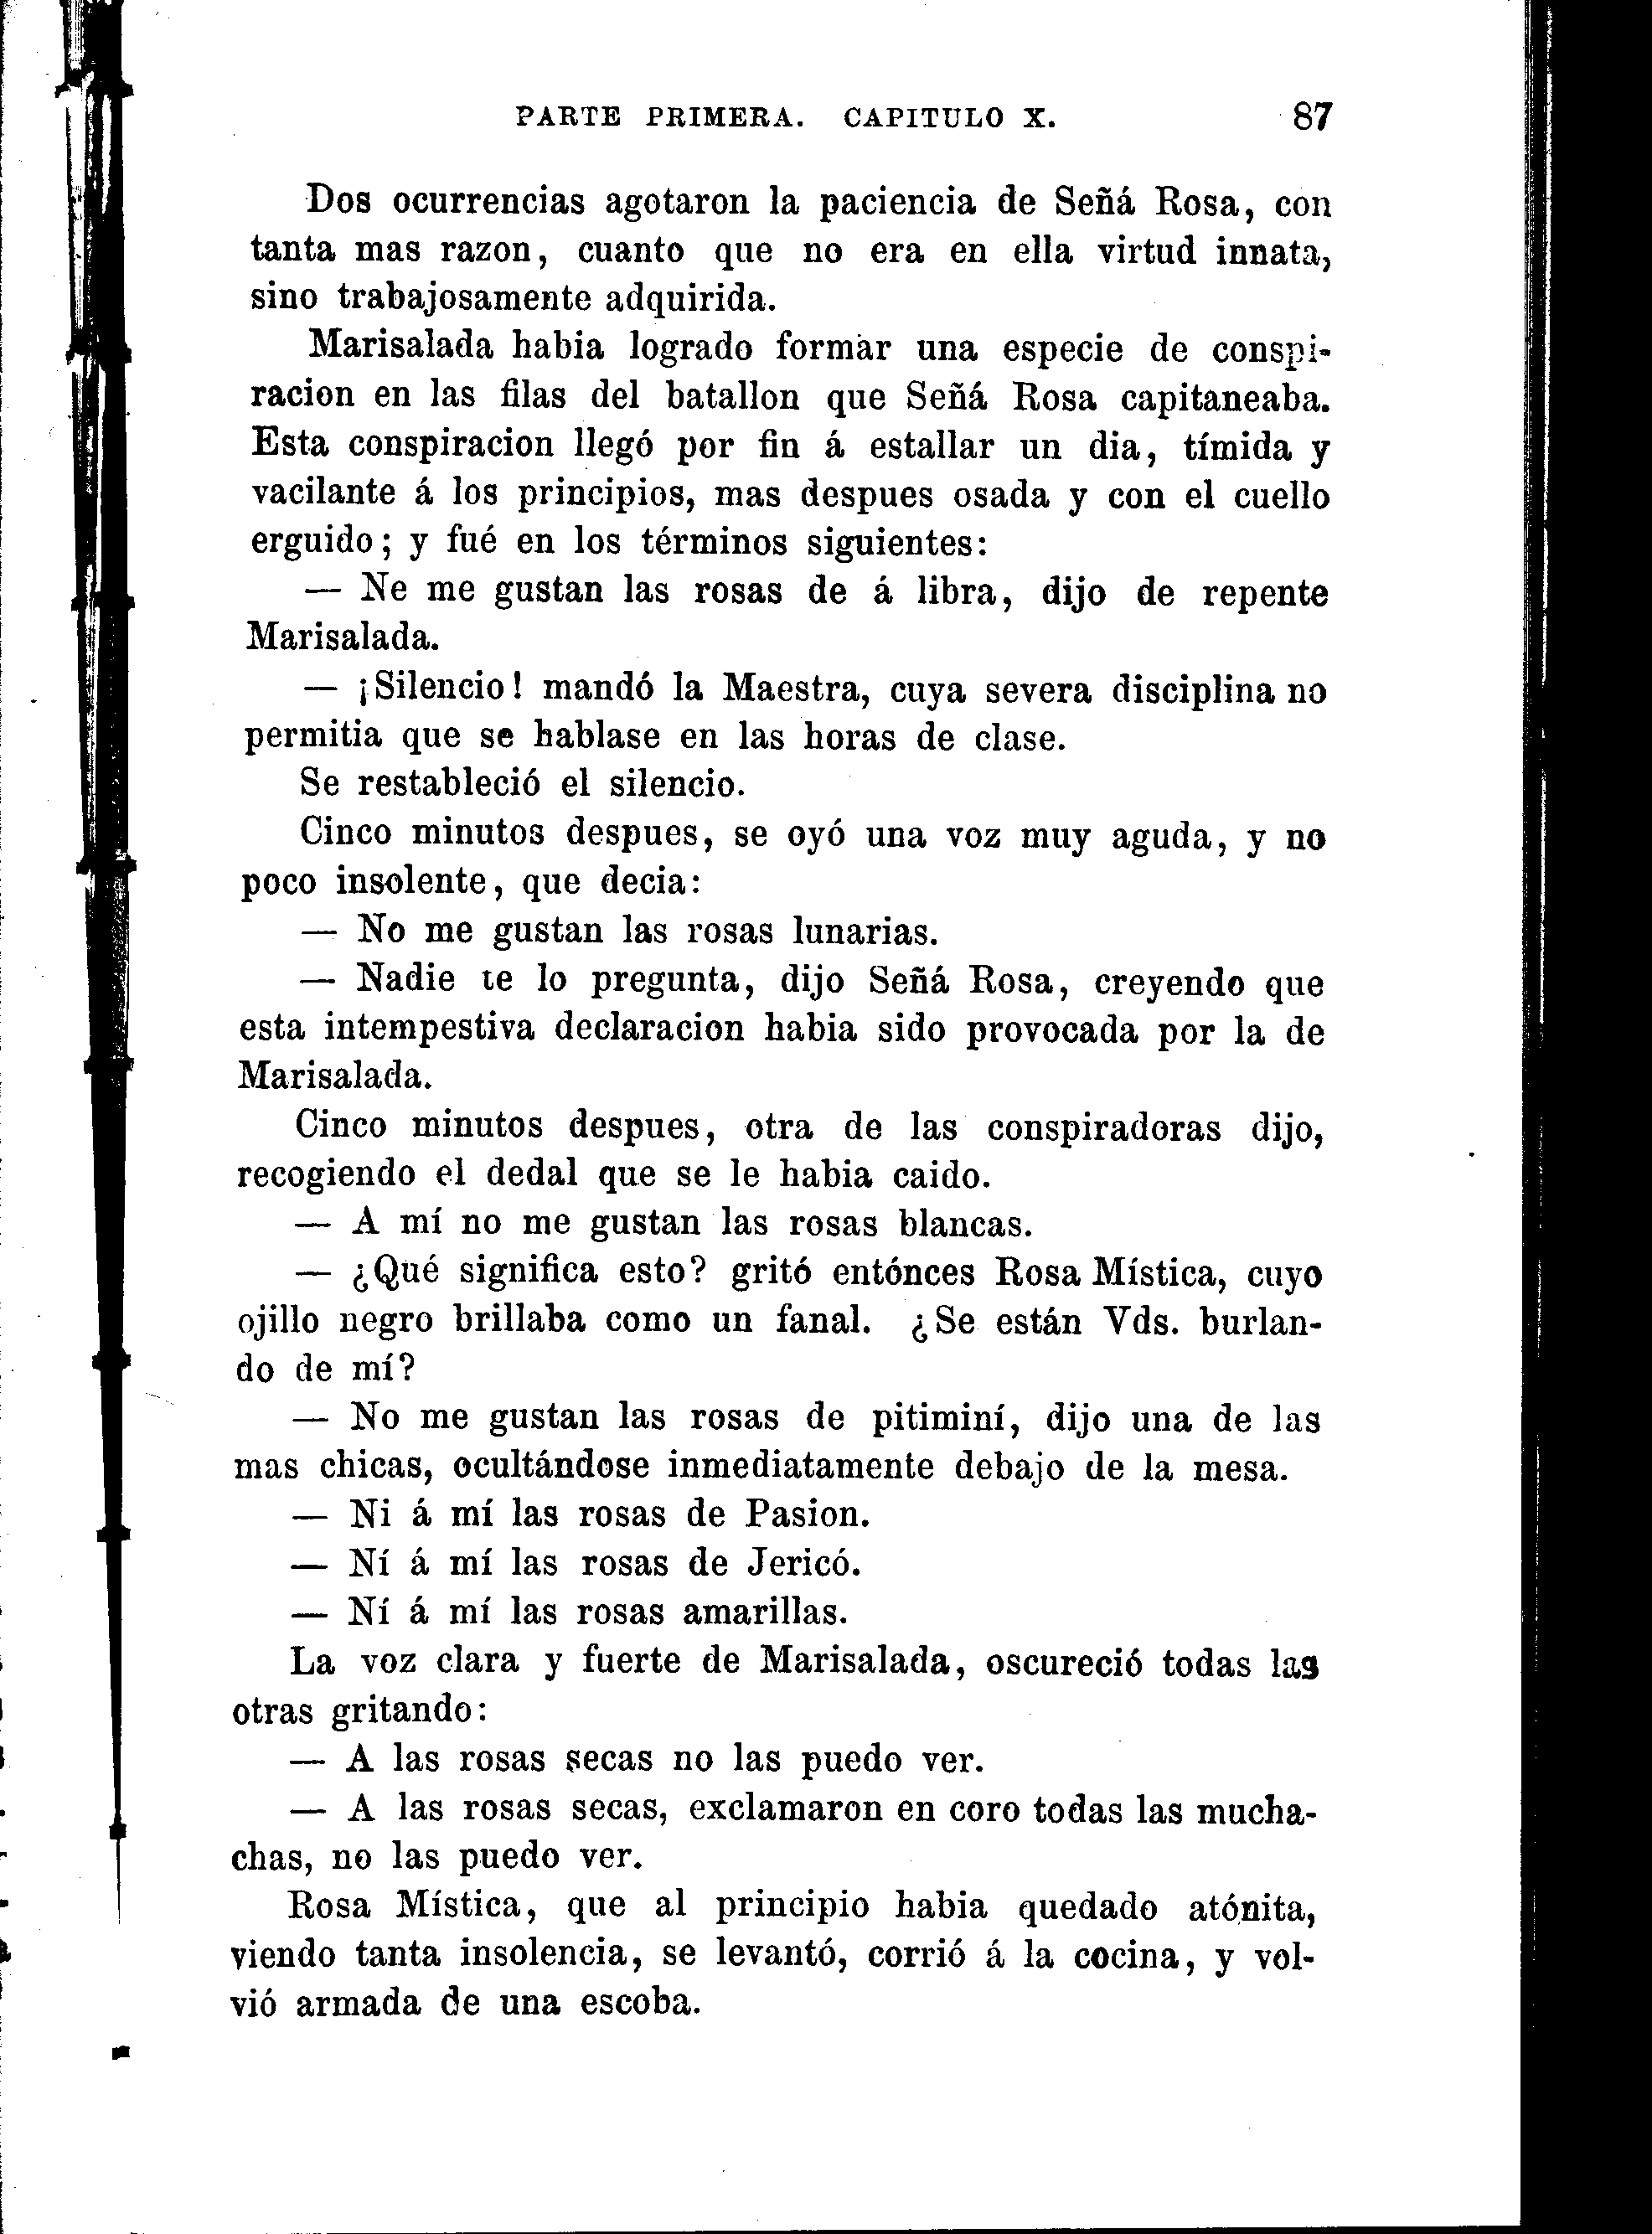 PARTE PRIMERA. CAPITULO X. 87
Dos ocurrencias agotaron la paciencia de Señá Rosa, con
tanta mas razon, cuanto que no era en ella virtud innata,
sino trabajosamente adquirida.
Marisalada habia logrado formar una especie de conspi-
racion en las filas del batallon que Señá Rosa capitaneaba.
Esta conspiracion llegó por fin á estallar un dia, tímida y
vacilante á los principios, mas despues osada y con el cuello
erguido; y fué en los términos siguientes:
— Ne me gustan las rosas de á libra, dijo de repente
Marisalada.
— ¡Silencio! mandó la Maestra, cuya severa disciplina no
permitia que se hablase en las horas de clase.
Se restableció el silencio.
Cinco minutos despues, se oyó una voz muy aguda, y no
poco insolente, que decia:
— No me gustan las rosas lunarias.
— Nadie te lo pregunta, dijo Señá Rosa, creyendo que
esta intempestiva declaracion habia sido provocada por la de
Marisalada.
Cinco minutos despues, otra de las conspiradoras dijo,
recogiendo el dedal que se le habia caido.
— A mí no me gustan las rosas blancas.
— ¿Qué significa esto? gritó entónces Rosa Mística, cuyo
ojillo negro brillaba como un fanal. ¿Se están Vds. burlan-
do de mí?
— No me gustan las rosas de pitiminí, dijo una de las
mas chicas, ocultándose inmediatamente debajo de la mesa.
— Ni á mí las rosas de Pasion.
— Ní á mí las rosas de Jericó.
— Ní á mí las rosas amarillas.
La voz clara y fuerte de Marisalada, oscureció todas las
otras gritando:
— A las rosas secas no las puedo ver.
— A las rosas secas, exclamaron en coro todas las mucha-
chas, no las puedo ver.
Rosa Mística, que al principio habia quedado atónita,
viendo tanta insolencia, se levantó, corrió á la cocina, y vol-
vió armada de una escoba.